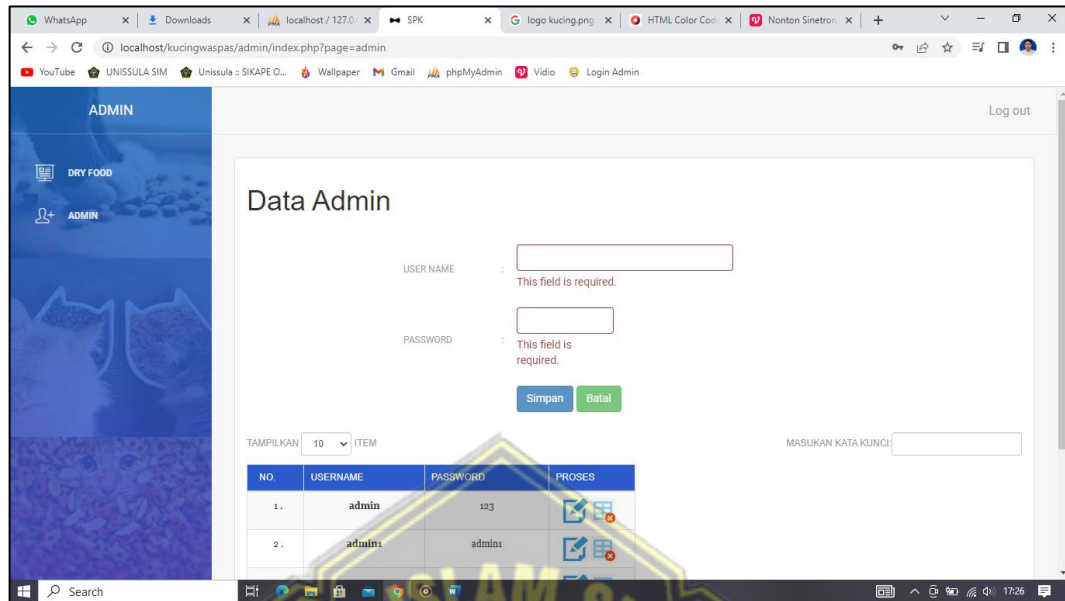 WhatsApp
Downloads
localhost / 127.0.
SPK
logo kucing.png
HTML Color Cod
Nonton Sinetron
localhost/kucingwaspas/admin/index.php?page=admin
YouTube UNISSULA SIM Unissula :: SIKAPE O... Wallpaper Gmail phpMyAdmin Vidio Login Admin
ADMIN
Log out
DRY FOOD
ADMIN
Data Admin
USER NAME :
This field is required.
PASSWORD :
This field is
required.
Simpan Batal
TAMPILKAN 10 ITEM
MASUKAN KATA KUNCI:
NO. USERNAME PASSWORD PROSES
1. admin 123
2. admin1 admin1
ISLAM
Search
17:26